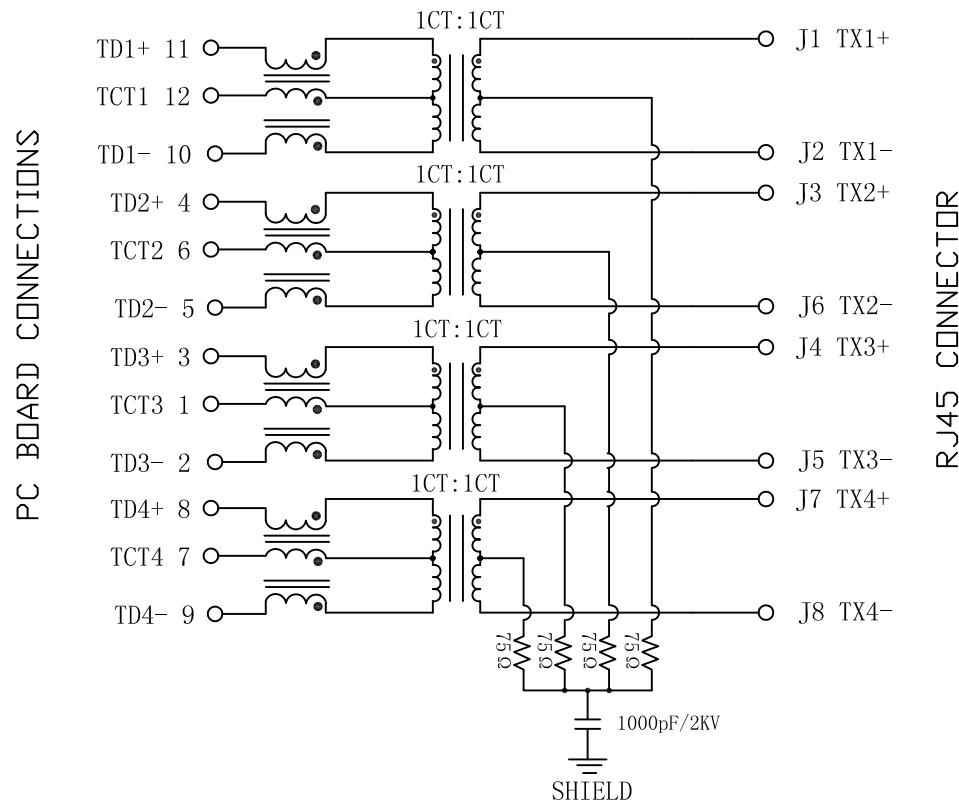 1CT:1CT
TD1+ 11
J1 TX1+
TCT1 12
TD1- 10
J2 TX1-
1CT:1CT
TD2+ 4
J3 TX2+
TCT2 6
TD2- 5
J6 TX2-
1CT:1CT
TD3+ 3
J4 TX3+
TCT3 1
TD3- 2
J5 TX3-
1CT:1CT
TD4+ 8
J7 TX4+
TCT4 7
TD4- 9
J8 TX4-
75Ω
75Ω
75Ω
75Ω
1000pF/2KV
SHIELD
PC BOARD CONNECTIONS
RJ45 CONNECTOR